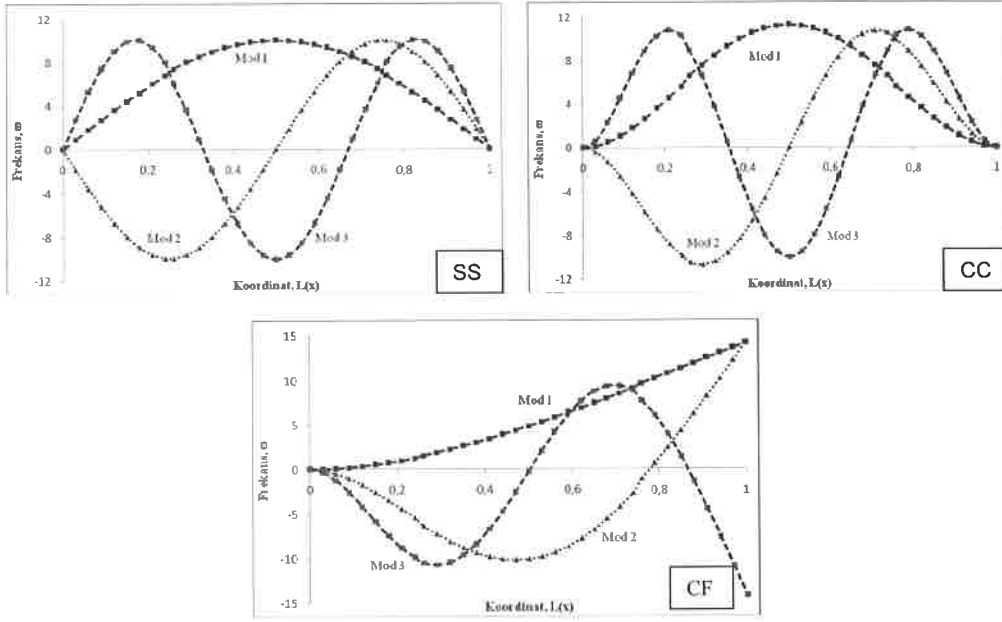 12
8
4
0
-4
-8
-12
0,2
0,4
0,6
0,8
1
Frekans, ω
Mod 1
Mod 2
Mod 3
Koordinat, L(x)
SS
12
8
4
0
-4
-8
-12
0
0,2
0,4
0,6
0,8
1
Frekans, ω
Mod 1
Mod 2
Mod 3
Koordinat, L(x)
CC
15
10
5
0
-5
-10
-15
0
0,2
0,4
0,6
0,8
1
Frekans, ω
Mod 1
Mod 2
Mod 3
Koordinat, L(x)
CF